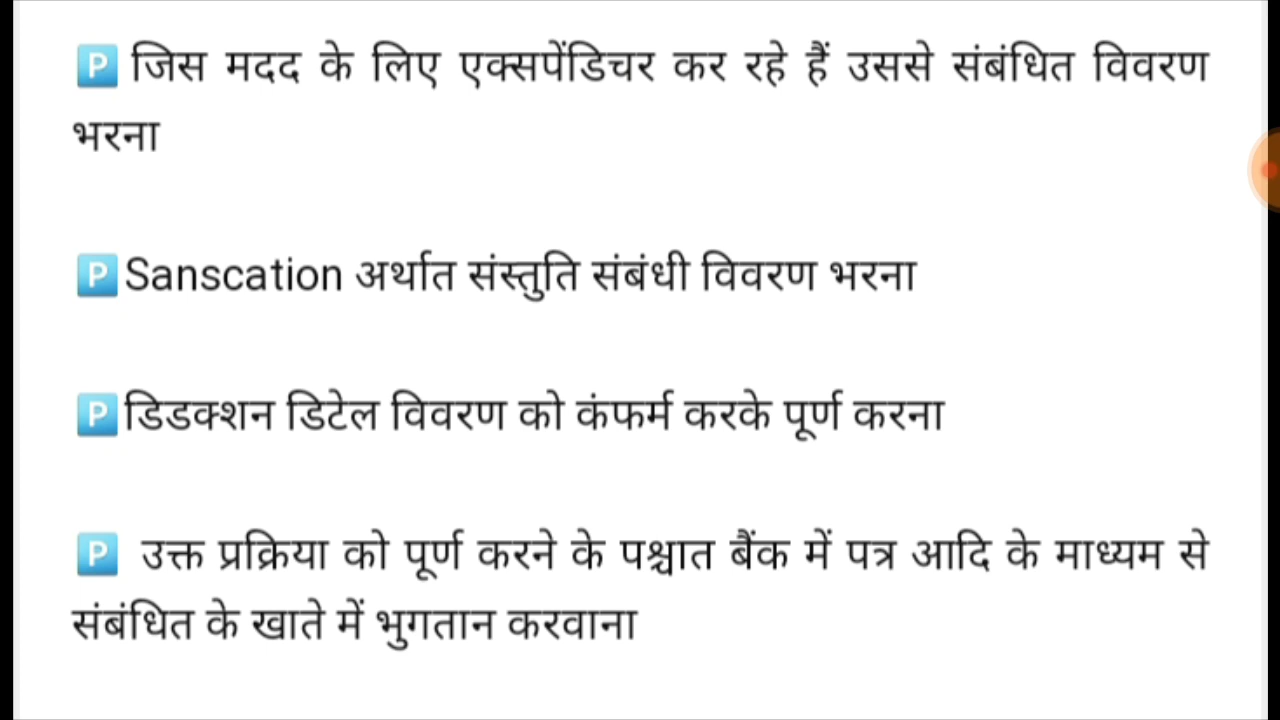 🅿️ जिस मदद के लिए एक्सपेंडिचर कर रहे हैं उससे संबंधित विवरण
भरना
🅿️ Sanscation अर्थात संस्तुति संबंधी विवरण भरना
🅿️ डिडक्शन डिटेल विवरण को कंफर्म करके पूर्ण करना
🅿️ उक्त प्रक्रिया को पूर्ण करने के पश्चात बैंक में पत्र आदि के माध्यम से
संबंधित के खाते में भुगतान करवाना